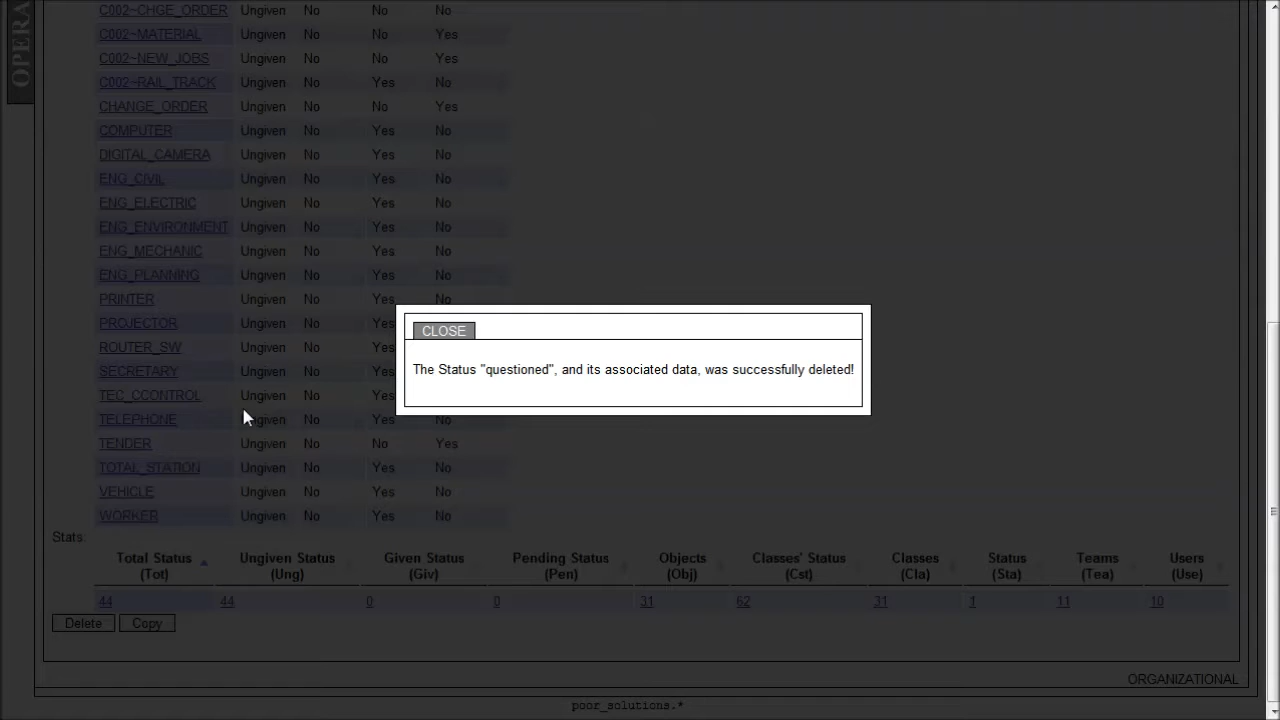 OPERA
C002~CHGE_ORDER Ungiven No No Yes
C002~MATERIAL Ungiven No No Yes
C002~NEW_JOBS Ungiven No No Yes
C002~RAIL_TRACK Ungiven No Yes No
CHANGE_ORDER Ungiven No No Yes
COMPUTER Ungiven No Yes No
DIGITAL_CAMERA Ungiven No Yes No
ENG_CIVIL Ungiven No Yes No
ENG_ELECTRIC Ungiven No Yes No
ENG_ENVIRONMENT Ungiven No Yes No
ENG_MECHANIC Ungiven No Yes No
ENG_PLANNING Ungiven No Yes No
PRINTER Ungiven No Yes No
PROJECTOR Ungiven No Yes
ROUTER_SW Ungiven No Yes
SECRETARY Ungiven No Yes
TEC_CCONTROL Ungiven No Yes
TELEPHONE Ungiven No Yes No
TENDER Ungiven No No Yes
TOTAL_STATION Ungiven No Yes No
VEHICLE Ungiven No Yes No
WORKER Ungiven No Yes No
CLOSE
The Status "questioned", and its associated data, was successfully deleted!
Stats:
Total Status Ungiven Status Given Status Pending Status Objects Classes' Status Classes Status Teams Users
(Tot) (Ung) (Giv) (Pen) (Obj) (Cst) (Cla) (Sta) (Tea) (Use)
44 44 0 0 31 62 31 1 11 10
Delete Copy
ORGANIZATIONAL
poor_solutions.*